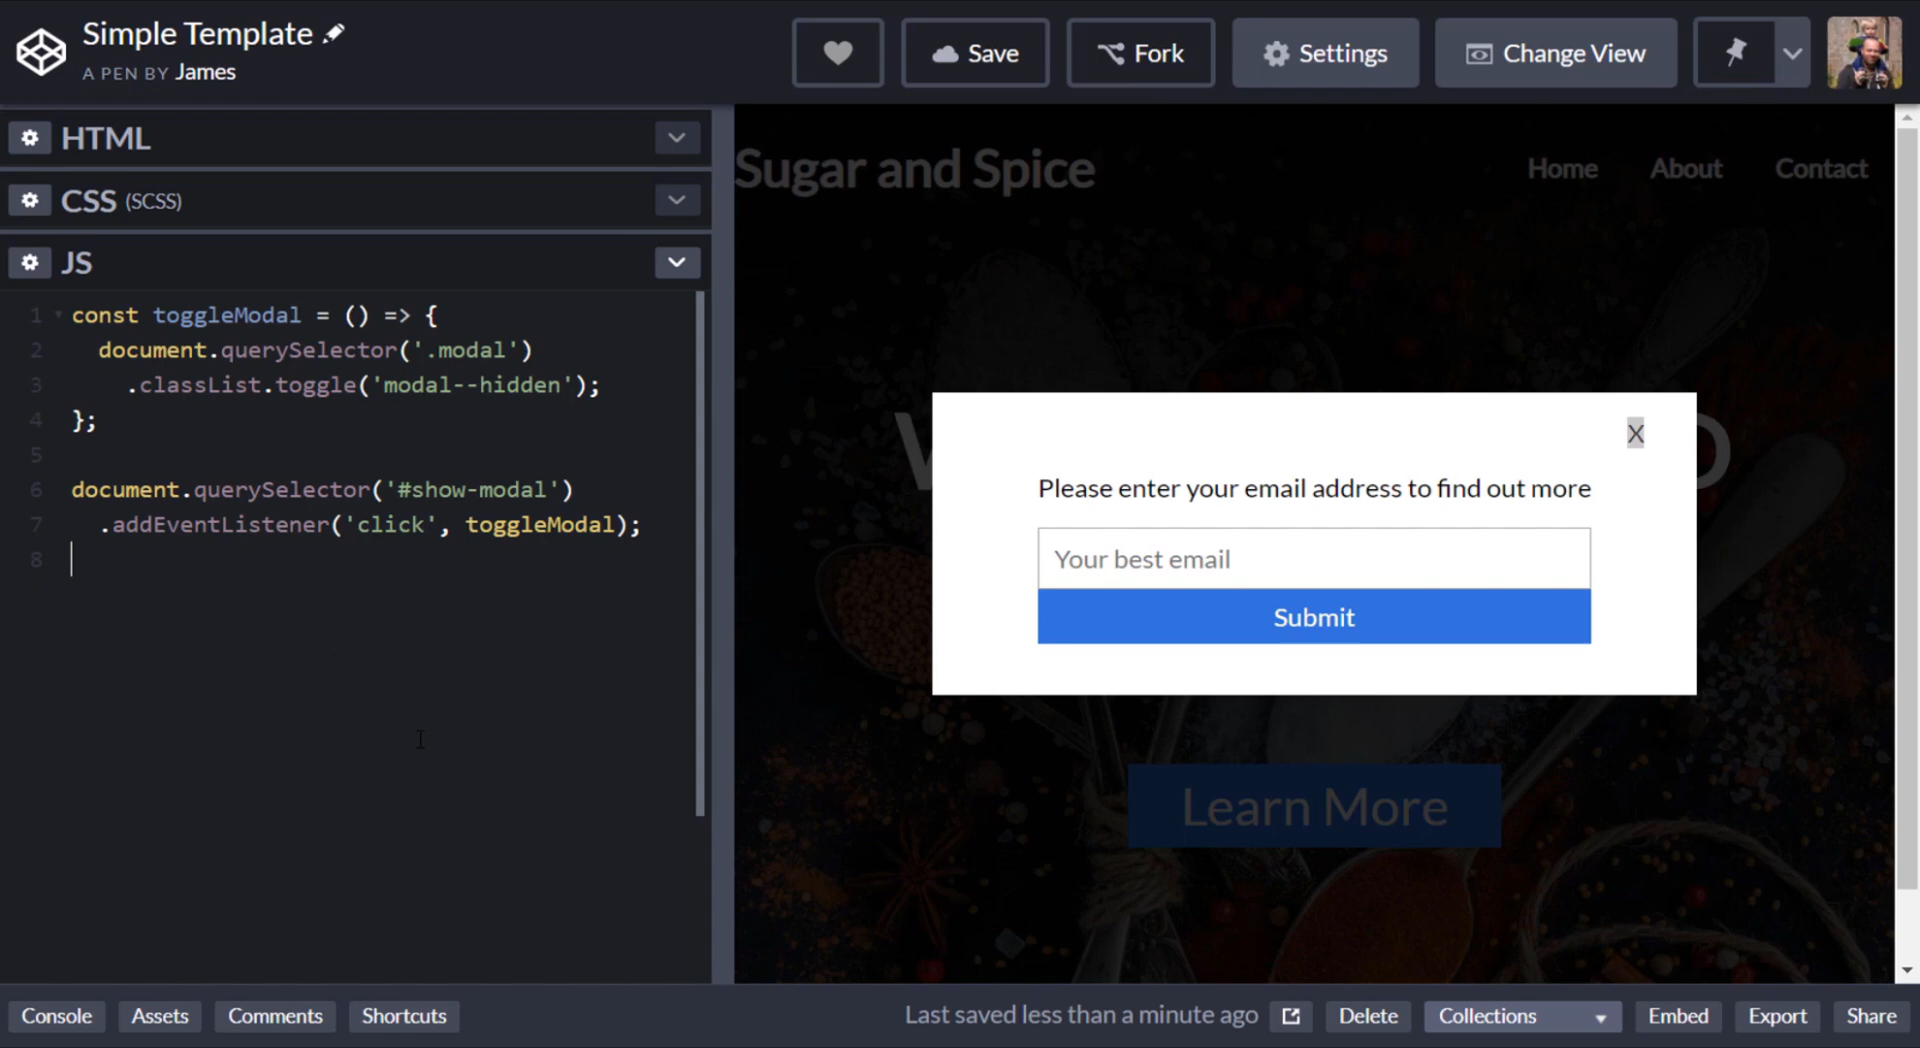 Simple Template
A PEN BY James
Save
Fork
Settings
Change View
HTML
CSS (SCSS)
JS
1 const toggleModal = () => {
2 document.querySelector('.modal')
3 .classList.toggle('modal--hidden');
4 };
5
6 document.querySelector('#show-modal')
7 .addEventListener('click', toggleModal);
8
Sugar and Spice
Home About Contact
X
Please enter your email address to find out more
Your best email
Submit
Learn More
Console Assets Comments Shortcuts
Last saved less than a minute ago
Delete Collections Embed Export Share